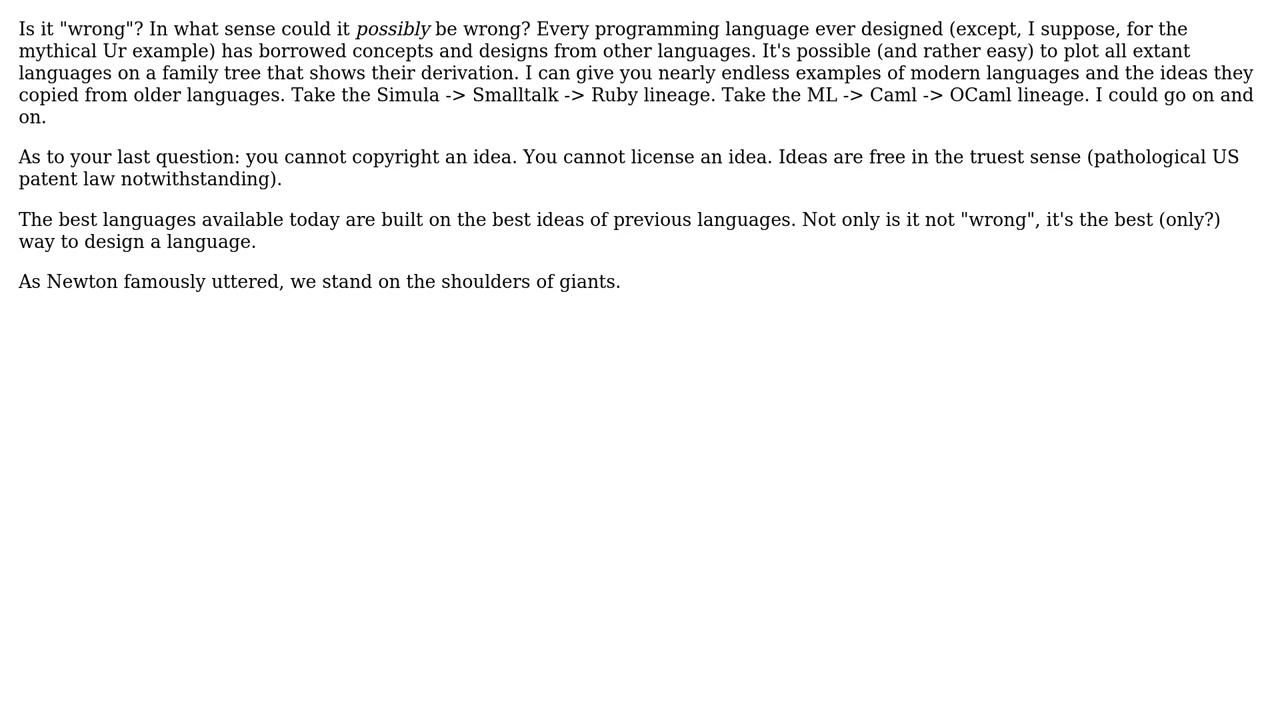 Is it "wrong"? In what sense could it possibly be wrong? Every programming language ever designed (except, I suppose, for the
mythical Ur example) has borrowed concepts and designs from other languages. It's possible (and rather easy) to plot all extant
languages on a family tree that shows their derivation. I can give you nearly endless examples of modern languages and the ideas they
copied from older languages. Take the Simula -> Smalltalk -> Ruby lineage. Take the ML -> Caml -> OCaml lineage. I could go on and
on.
As to your last question: you cannot copyright an idea. You cannot license an idea. Ideas are free in the truest sense (pathological US
patent law notwithstanding).
The best languages available today are built on the best ideas of previous languages. Not only is it not "wrong", it's the best (only?)
way to design a language.
As Newton famously uttered, we stand on the shoulders of giants.